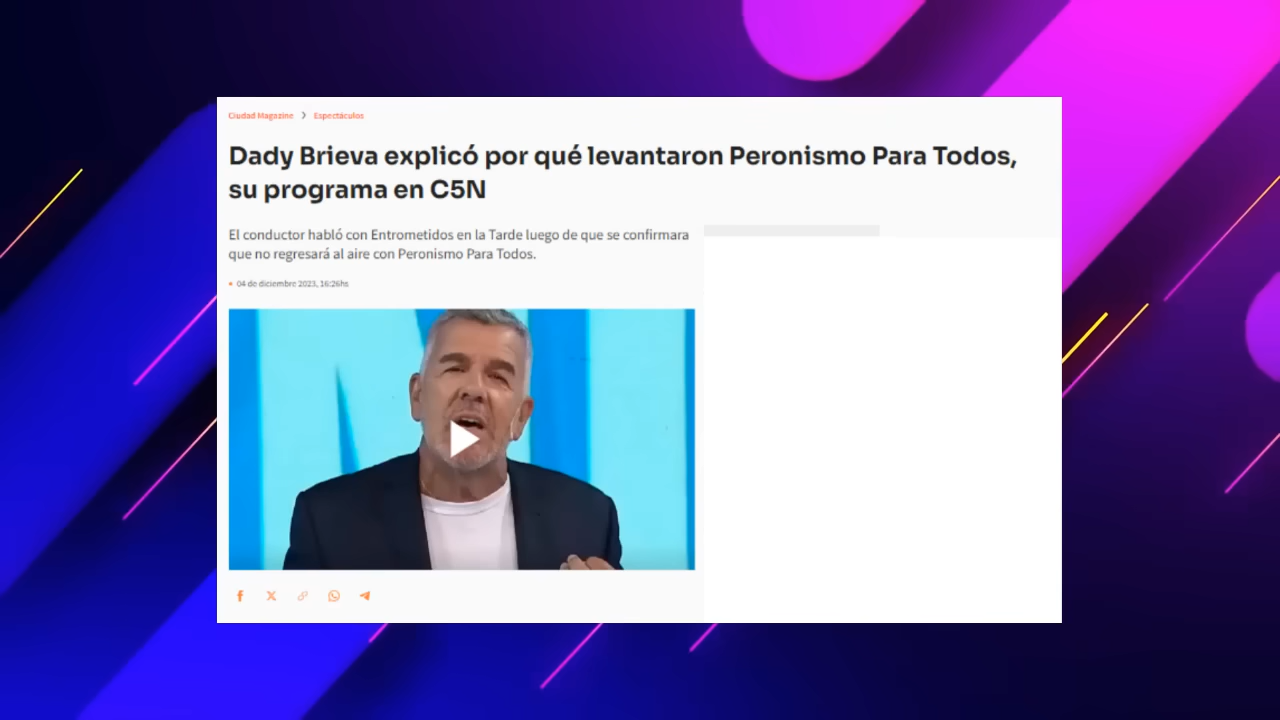 Ciudad Magazine > Espectáculos
Dady Brieva explicó por qué levantaron Peronismo Para Todos,
su programa en C5N
El conductor habló con Entrometidos en la Tarde luego de que se confirmara
que no regresará al aire con Peronismo Para Todos.
04 de diciembre 2023, 16:26hs